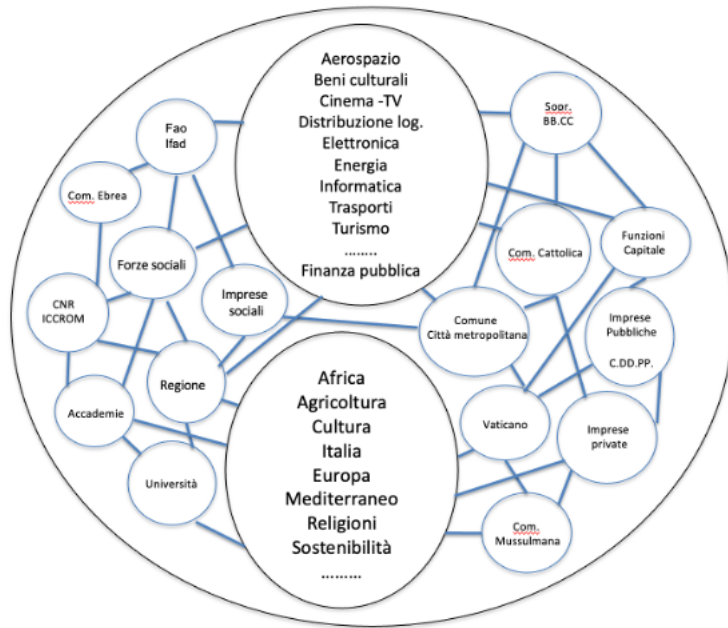 Aerospazio
Beni culturali
Cinema -TV
Distribuzione log.
Elettronica
Energia
Informatica
Trasporti
Turismo
........
Finanza pubblica
Fao
Ifad
Sopr.
BB.CC
Com. Ebrea
Forze sociali
Com. Cattolica
Funzioni
Capitale
CNR
ICCROM
Imprese
sociali
Comune
Città metropolitana
Imprese
Pubbliche
C.DD.PP.
Accademie
Regione
Africa
Agricoltura
Cultura
Italia
Europa
Mediterraneo
Religioni
Sostenibilità
.........
Vaticano
Imprese
private
Università
Com.
Mussulmana